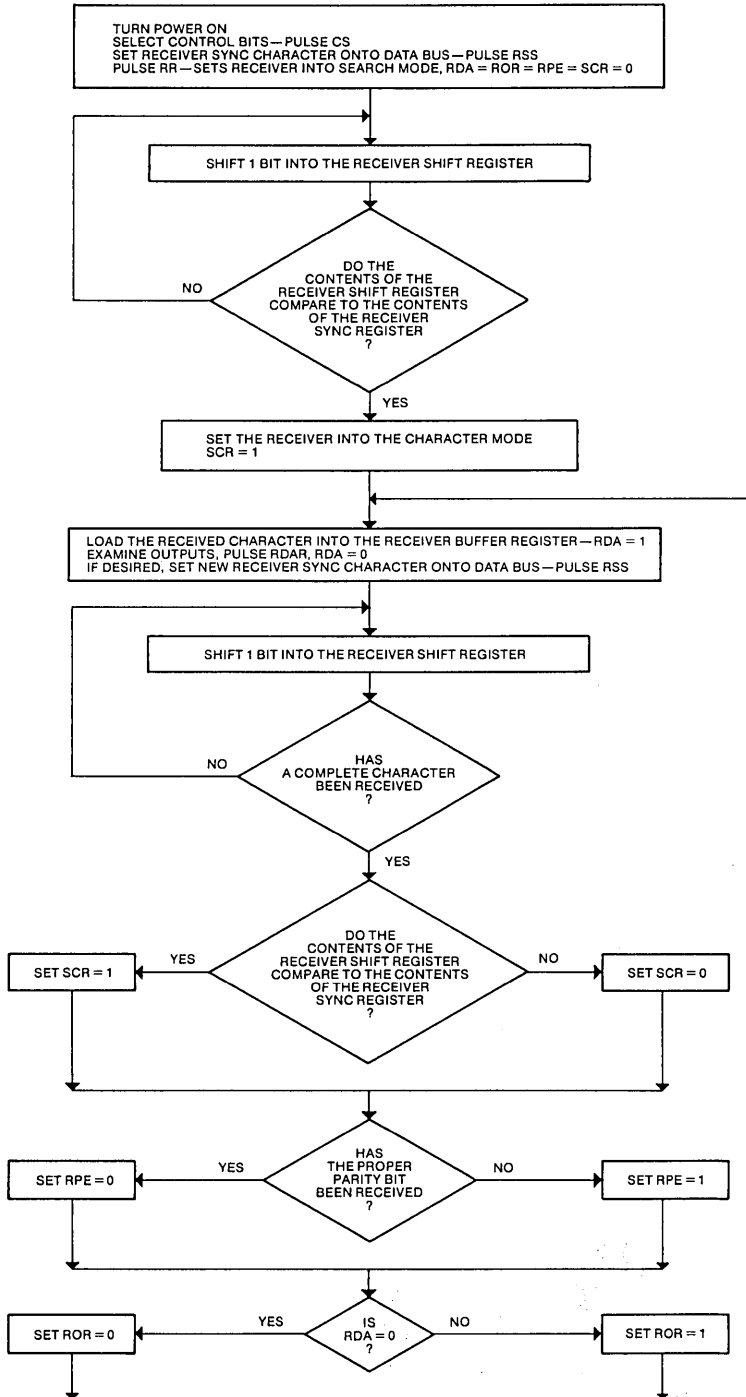 TURN POWER ON
SELECT CONTROL BITS—PULSE CS
SET RECEIVER SYNC CHARACTER ONTO DATA BUS—PULSE RSS
PULSE RR—SETS RECEIVER INTO SEARCH MODE, RDA = ROR = RPE = SCR = 0
SHIFT 1 BIT INTO THE RECEIVER SHIFT REGISTER
DO THE
CONTENTS OF THE
RECEIVER SHIFT REGISTER
COMPARE TO THE CONTENTS
OF THE RECEIVER
SYNC REGISTER
?
NO
YES
SET THE RECEIVER INTO THE CHARACTER MODE
SCR = 1
LOAD THE RECEIVED CHARACTER INTO THE RECEIVER BUFFER REGISTER—RDA = 1
EXAMINE OUTPUTS, PULSE RDAR, RDA = 0
IF DESIRED, SET NEW RECEIVER SYNC CHARACTER ONTO DATA BUS—PULSE RSS
SHIFT 1 BIT INTO THE RECEIVER SHIFT REGISTER
NO
HAS
A COMPLETE CHARACTER
BEEN RECEIVED
?
YES
DO THE
CONTENTS OF THE
RECEIVER SHIFT REGISTER
COMPARE TO THE CONTENTS
OF THE RECEIVER
SYNC REGISTER
?
YES
NO
SET SCR = 1
SET SCR = 0
HAS
THE PROPER
PARITY BIT
BEEN RECEIVED
?
YES
NO
SET RPE = 0
SET RPE = 1
IS
RDA = 0
?
YES
NO
SET ROR = 0
SET ROR = 1